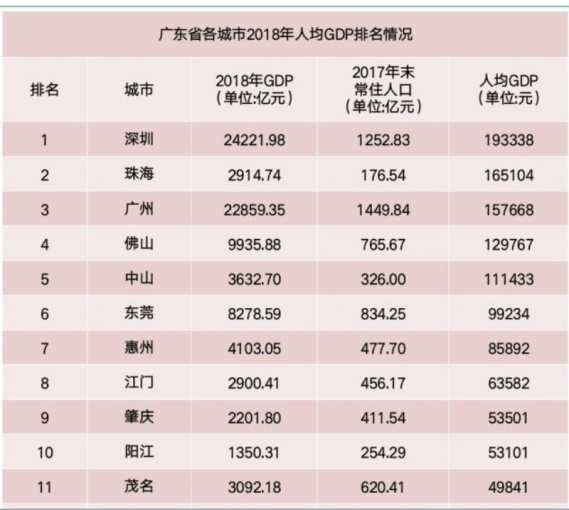 广东省各城市2018年人均GDP排名情况
排名 城市 2018年GDP（单位:亿元） 2017年末常住人口（单位:亿元） 人均GDP（单位:元）
1 深圳 24221.98 1252.83 193338
2 珠海 2914.74 176.54 165104
3 广州 22859.35 1449.84 157668
4 佛山 9935.88 765.67 129767
5 中山 3632.70 326.00 111433
6 东莞 8278.59 834.25 99234
7 惠州 4103.05 477.70 85892
8 江门 2900.41 456.17 63582
9 肇庆 2201.80 411.54 53501
10 阳江 1350.31 254.29 53101
11 茂名 3092.18 620.41 49841